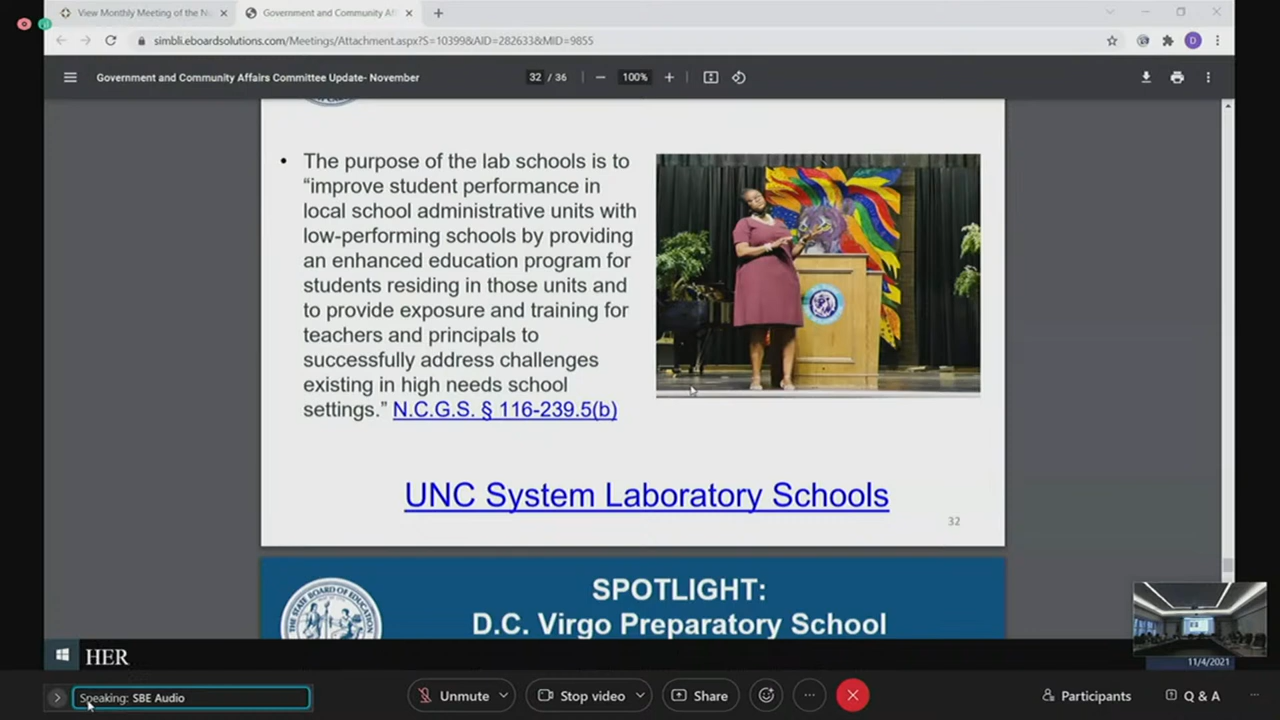 View Monthly Meeting of the N
Government and Community Af
simbli.eboardsolutions.com/Meetings/Attachment.aspx?S=10399&AID=282633&MID=9855
D
Government and Community Affairs Committee Update- November
32 / 36
100%
• The purpose of the lab schools is to
“improve student performance in
local school administrative units with
low-performing schools by providing
an enhanced education program for
students residing in those units and
to provide exposure and training for
teachers and principals to
successfully address challenges
existing in high needs school
settings.” N.C.G.S. § 116-239.5(b)
UNC System Laboratory Schools
32
SPOTLIGHT:
D.C. Virgo Preparatory School
THE STATE BOARD OF EDUCATION
HER
11/4/2021
Speaking: SBE Audio
Unmute
Stop video
Share
Participants
Q & A